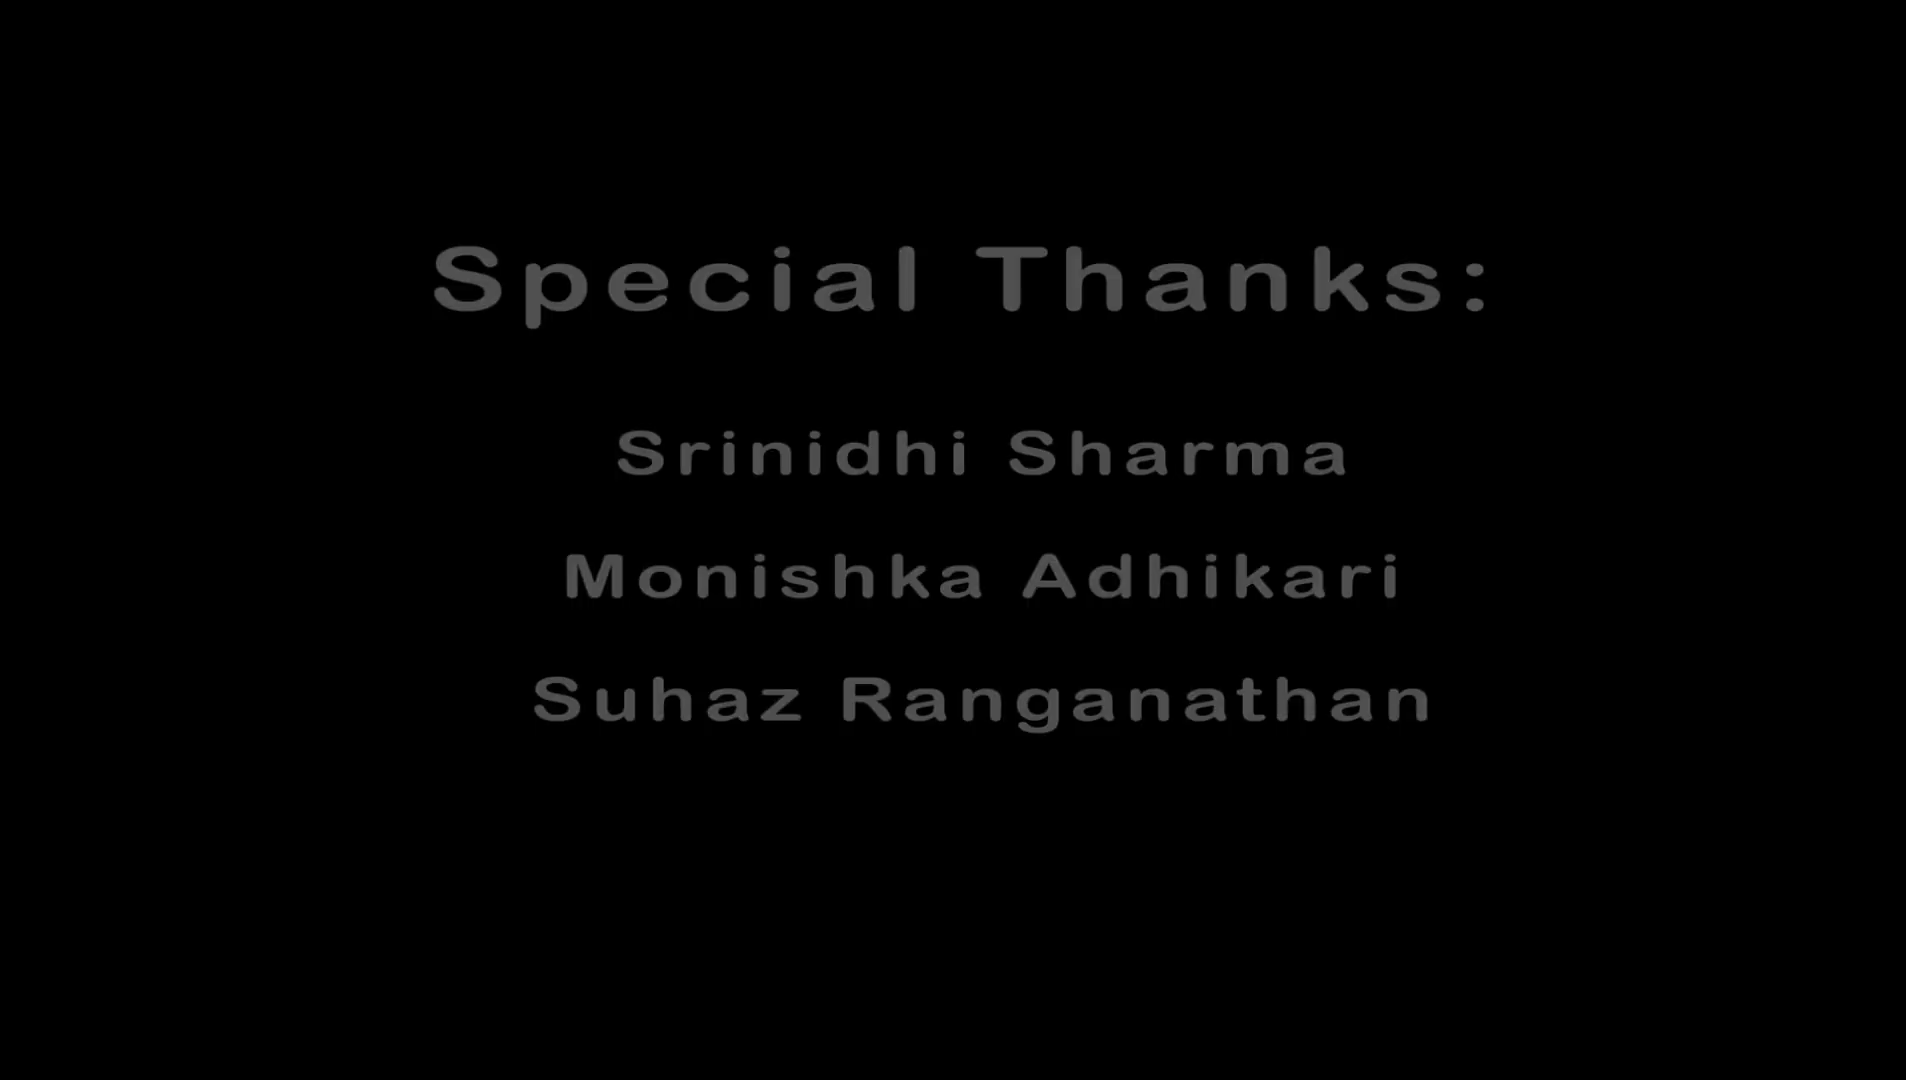 Special Thanks:
Srinidhi Sharma
Monishka Adhikari
Suhaz Ranganathan